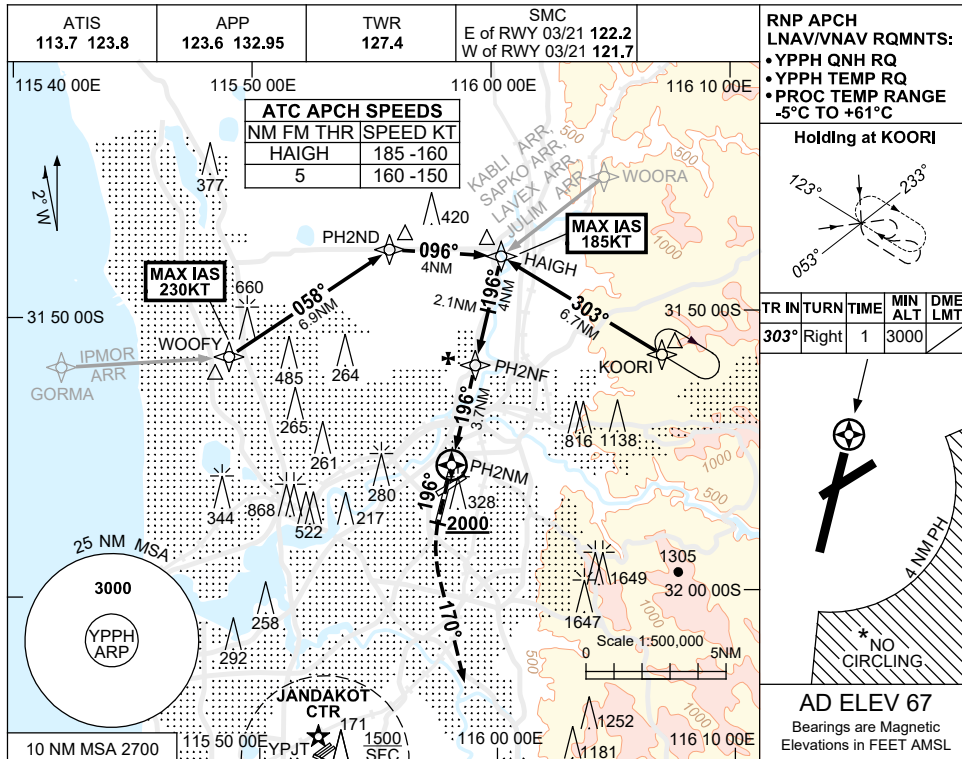 ATIS
113.7 123.8
APP
123.6 132.95
TWR
127.4
SMC
E of RWY 03/21 122.2
W of RWY 03/21 121.7
RNP APCH
LNAV/VNAV RQMNTS:
• YPPH QNH RQ
• YPPH TEMP RQ
• PROC TEMP RANGE
-5°C TO +61°C
115 40 00E
115 50 00E
116 00 00E
116 10 00E
ATC APCH SPEEDS
NM FM THR SPEED KT
HAIGH 185 -160
5 160 -150
2°W
377
420
KABLI ARR,
SAPKO ARR,
LAVEX ARR,
JULIM ARR
500
500
WOORA
PH2ND
096°
4NM
MAX IAS
185KT
HAIGH
MAX IAS
230KT
660
058°
6.9NM
2.1NM
196°
4NM
303°
6.7NM
31 50 00S
WOOFY
IPMOR
ARR
GORMA
485
264
PH2NF
KOORI
265
196°
3.7NM
816
1138
261
1000
280
PH2NM
500
344
868
522
217
196°
328
2000
25 NM MSA
3000
YPPH
ARP
1305
1649
32 00 00S
1647
1000
258
170°
Scale 1:500,000
0 5NM
292
500
JANDAKOT
CTR
171
YPJT
1500
SFC
1252
1181
10 NM MSA 2700
115 50 00E
116 00 00E
116 10 00E
Holding at KOORI
123°
233°
053°
TR IN TURN TIME MIN ALT DME LMT
303° Right 1 3000
4 NM PH
*NO
CIRCLING
AD ELEV 67
Bearings are Magnetic
Elevations in FEET AMSL